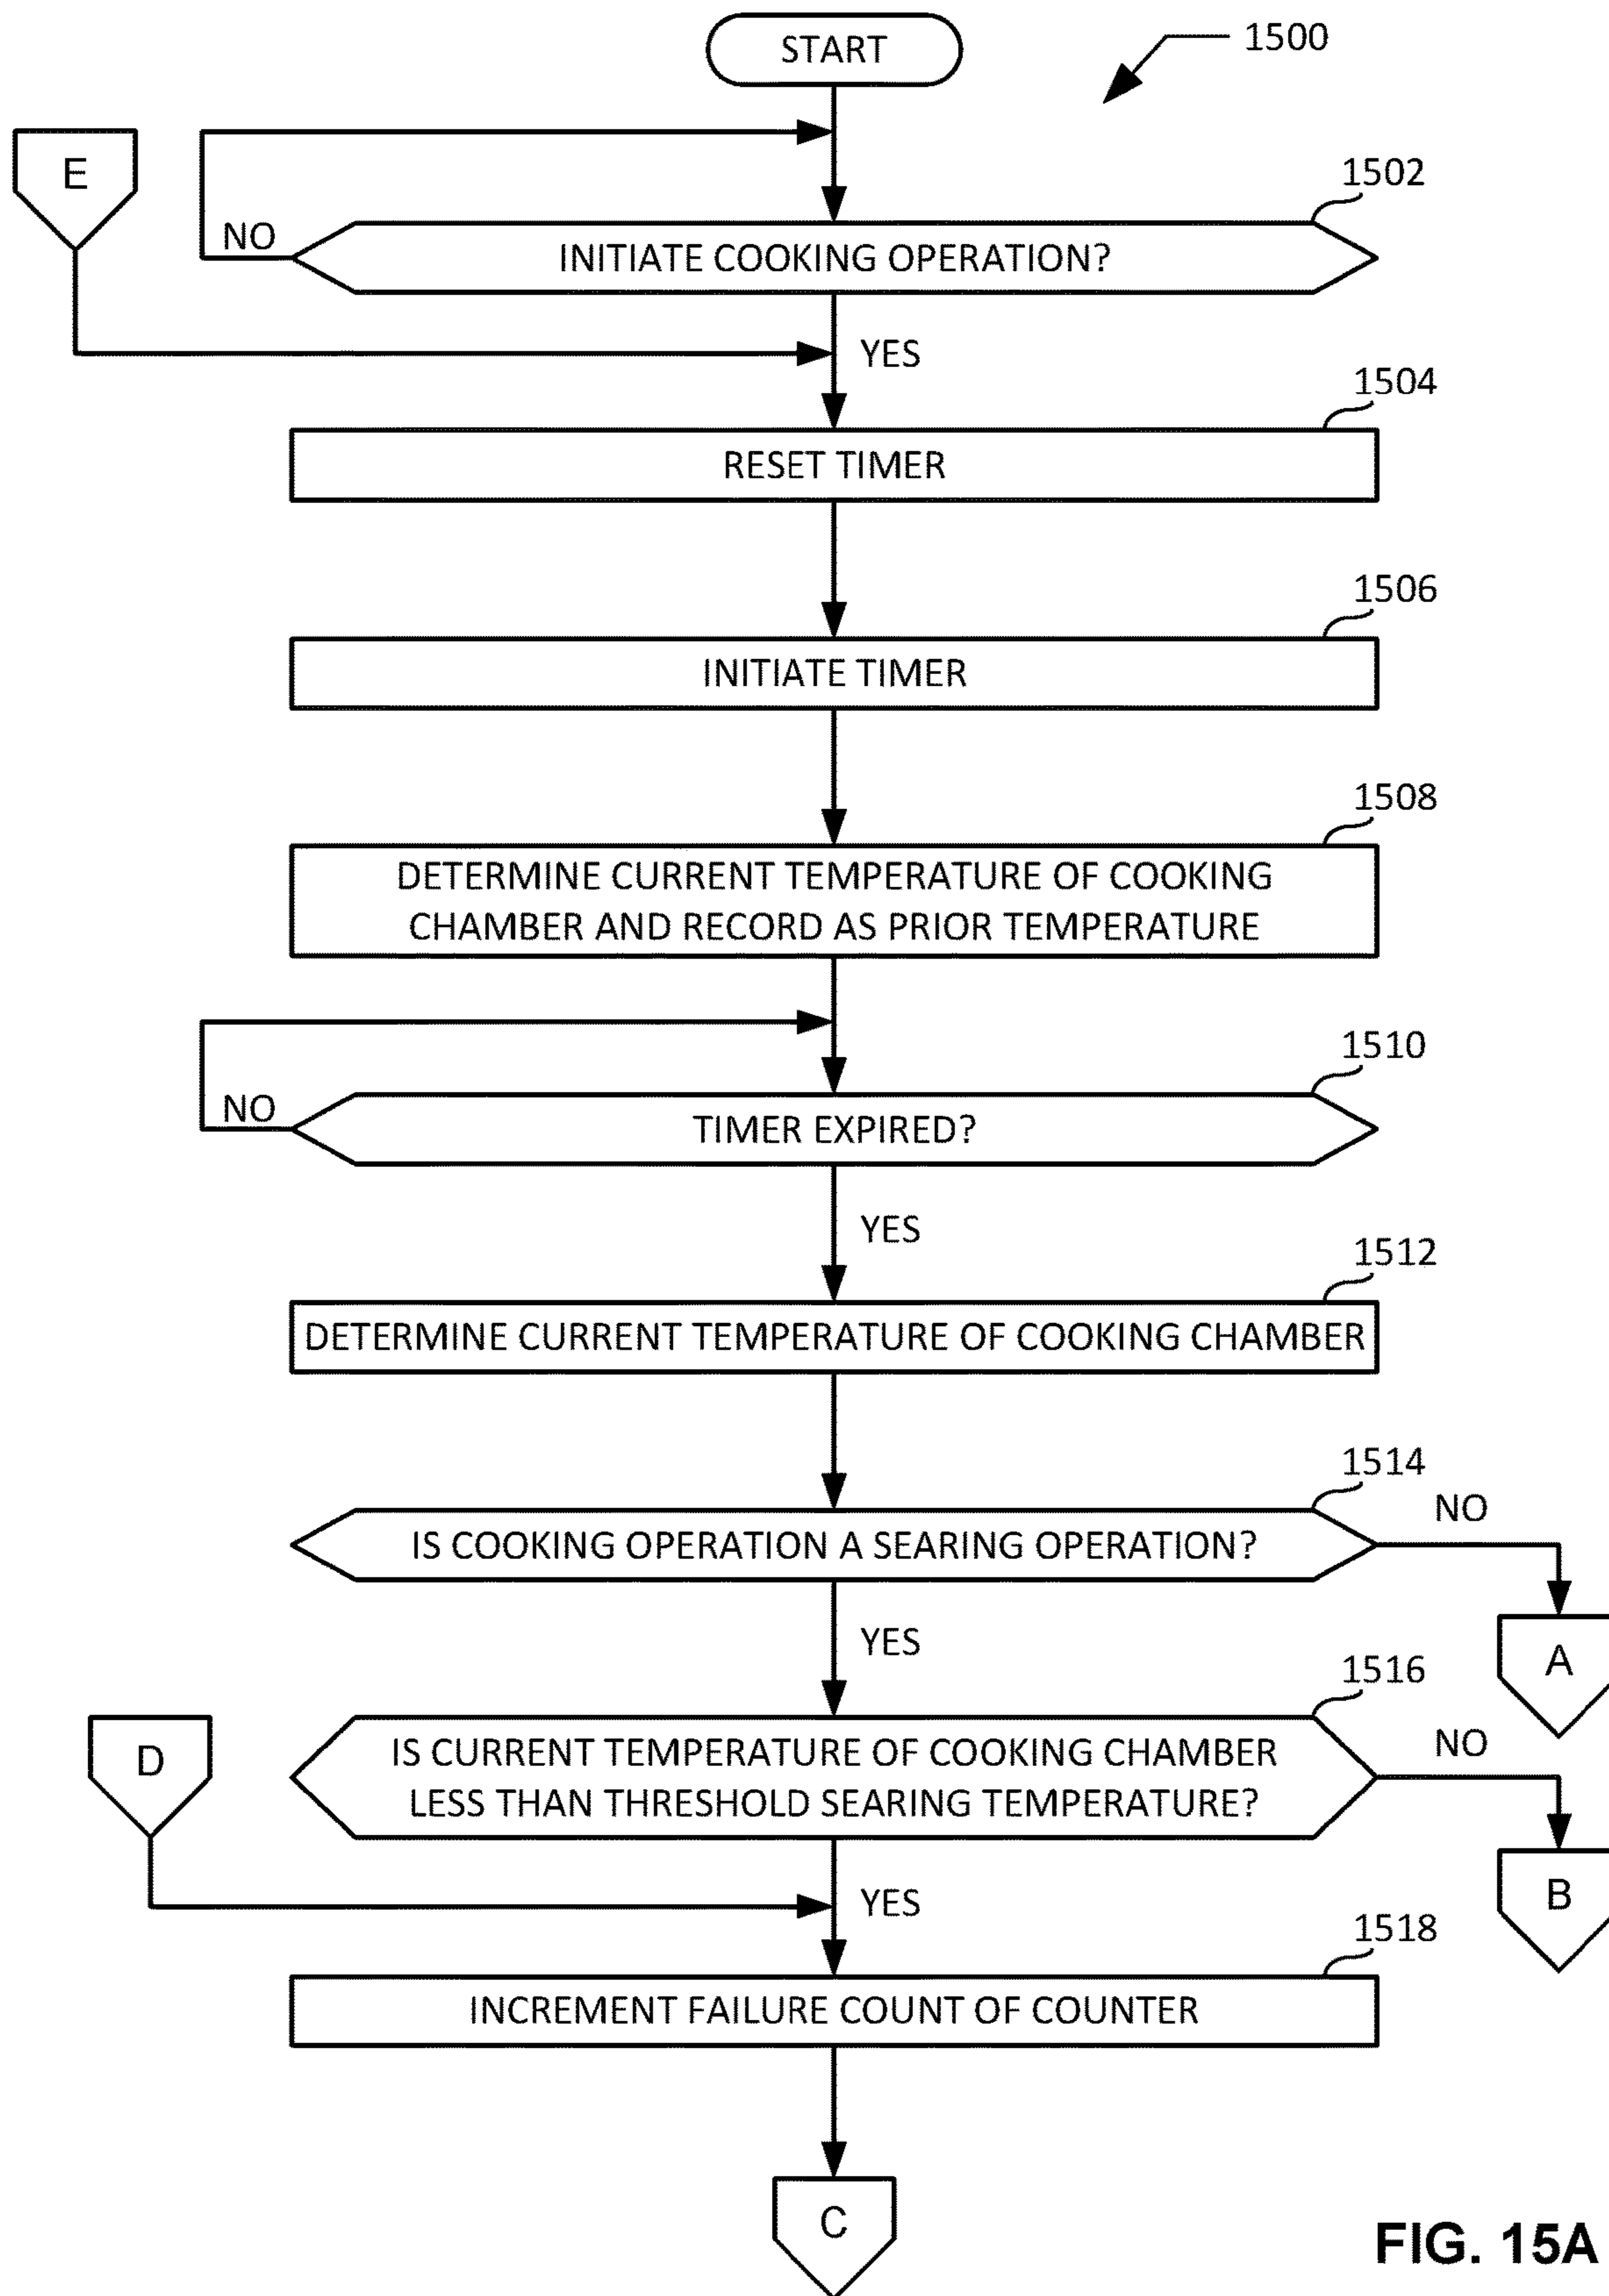 START
1500
E
1502
NO
INITIATE COOKING OPERATION?
YES
1504
RESET TIMER
1506
INITIATE TIMER
1508
DETERMINE CURRENT TEMPERATURE OF COOKING
CHAMBER AND RECORD AS PRIOR TEMPERATURE
1510
NO
TIMER EXPIRED?
YES
1512
DETERMINE CURRENT TEMPERATURE OF COOKING CHAMBER
1514
NO
IS COOKING OPERATION A SEARING OPERATION?
YES
A
1516
D
NO
IS CURRENT TEMPERATURE OF COOKING CHAMBER
LESS THAN THRESHOLD SEARING TEMPERATURE?
YES
B
1518
INCREMENT FAILURE COUNT OF COUNTER
C
FIG. 15A